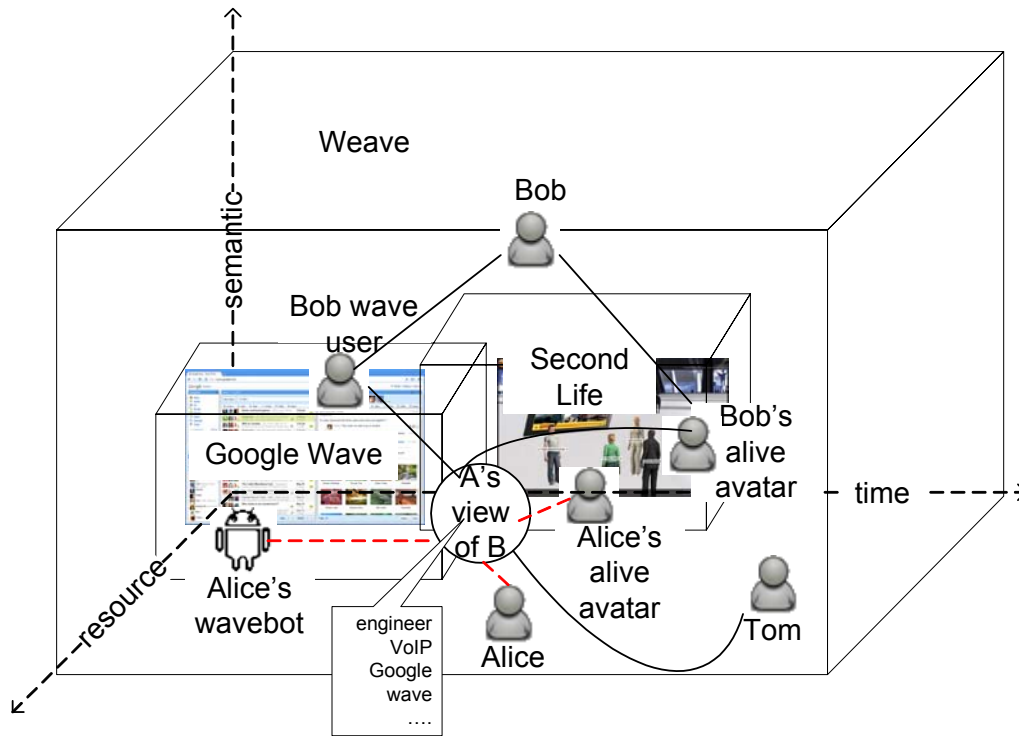 Weave
semantic
Bob
Bob wave
user
Second
Life
Google Wave
Bob's
alive
avatar
A's
view
of B
time
Alice's
wavebot
Alice's
alive
avatar
resource
engineer
VoIP
Google
wave
....
Alice
Tom